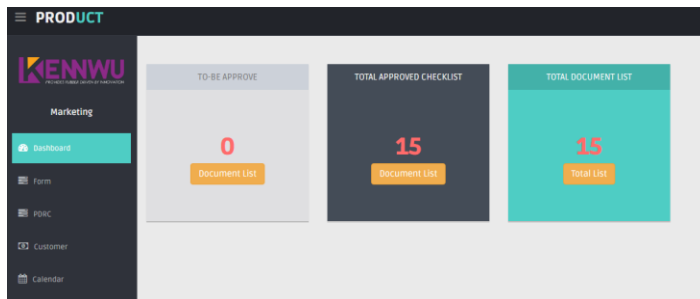 PRODUCT
KENNWU
Marketing
Dashboard
Form
PDRC
Customer
Calendar
TO-BE APPROVE
0
Document List
TOTAL APPROVED CHECKLIST
15
Document List
TOTAL DOCUMENT LIST
15
Total List